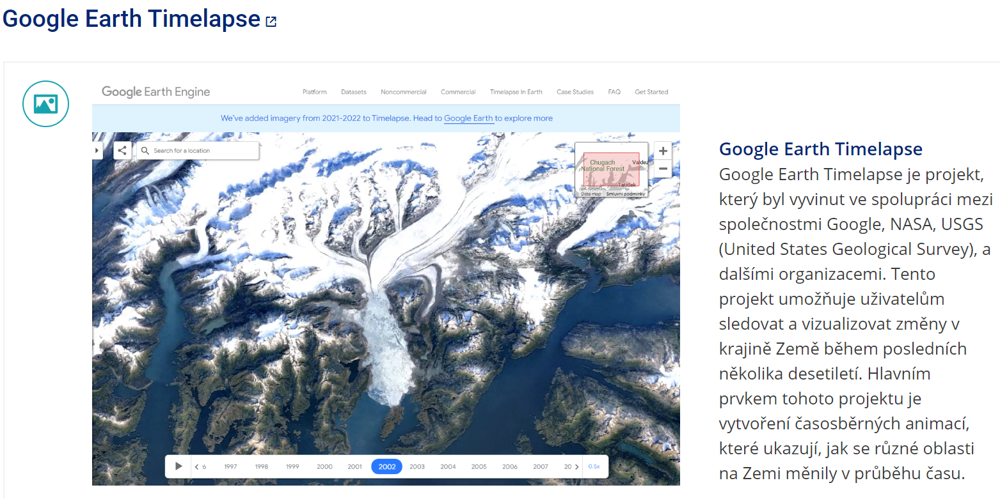 Google Earth Timelapse
Google Earth Engine
Platform Datasets Noncommercial Commercial Timelapse In Earth Case Studies FAQ Get Started
We've added imagery from 2021-2022 to Timelapse. Head to Google Earth to explore more
Search for a location
Chugach
National Forest
Valdez
Tatitlek
Data map Smluvní podmínky
6 1997 1998 1999 2000 2001 2002 2003 2004 2005 2006 2007 20 0.5x
Google Earth Timelapse
Google Earth Timelapse je projekt,
který byl vyvinut ve spolupráci mezi
společnostmi Google, NASA, USGS
(United States Geological Survey), a
dalšími organizacemi. Tento
projekt umožňuje uživatelům
sledovat a vizualizovat změny v
krajině Země během posledních
několika desetiletí. Hlavním
prvkem tohoto projektu je
vytvoření časosběrných animací,
které ukazují, jak se různé oblasti
na Zemi měnily v průběhu času.